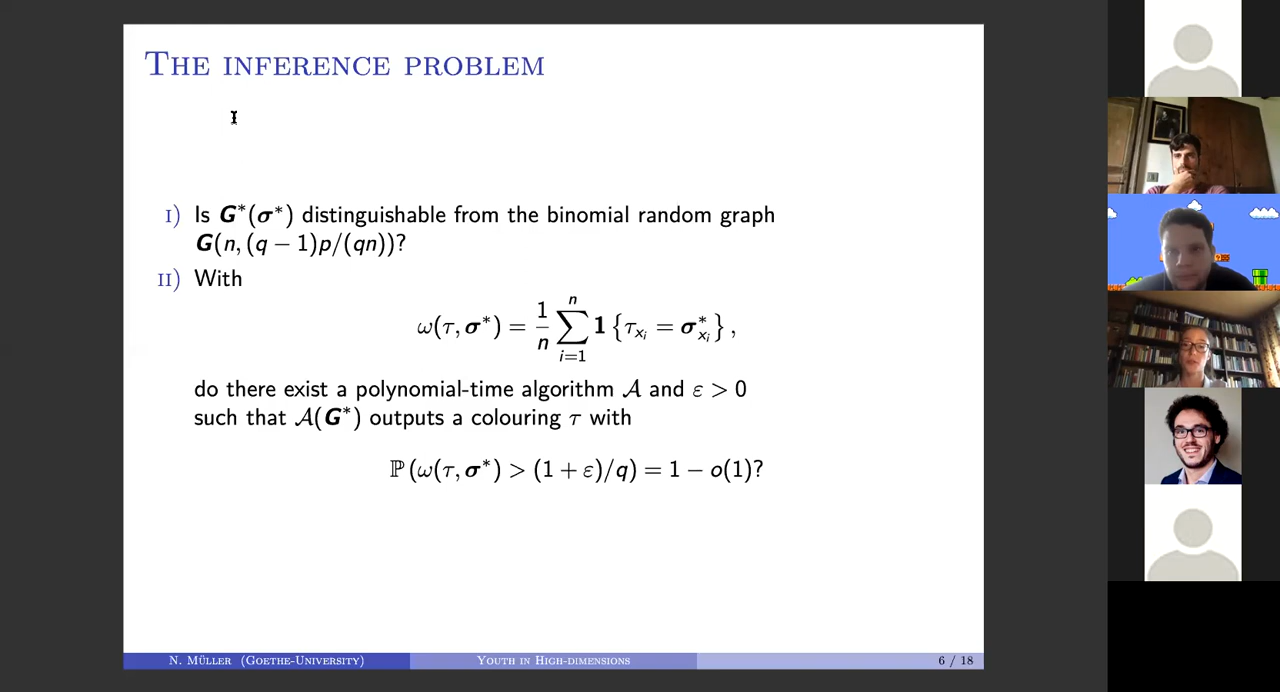 THE INFERENCE PROBLEM
I) Is G*(σ*) distinguishable from the binomial random graph
G(n, (q − 1)p/(qn))?
II) With
ω(τ, σ*) = 1/n ∑_{i=1}^{n} 1 {τ_{x_i} = σ*_{x_i}} ,
do there exist a polynomial-time algorithm 𝒜 and ε > 0
such that 𝒜(G*) outputs a colouring τ with
ℙ (ω(τ, σ*) > (1 + ε)/q) = 1 − o(1)?
N. MÜLLER (GOETHE-UNIVERSITY) YOUTH IN HIGH-DIMENSIONS 6 / 18